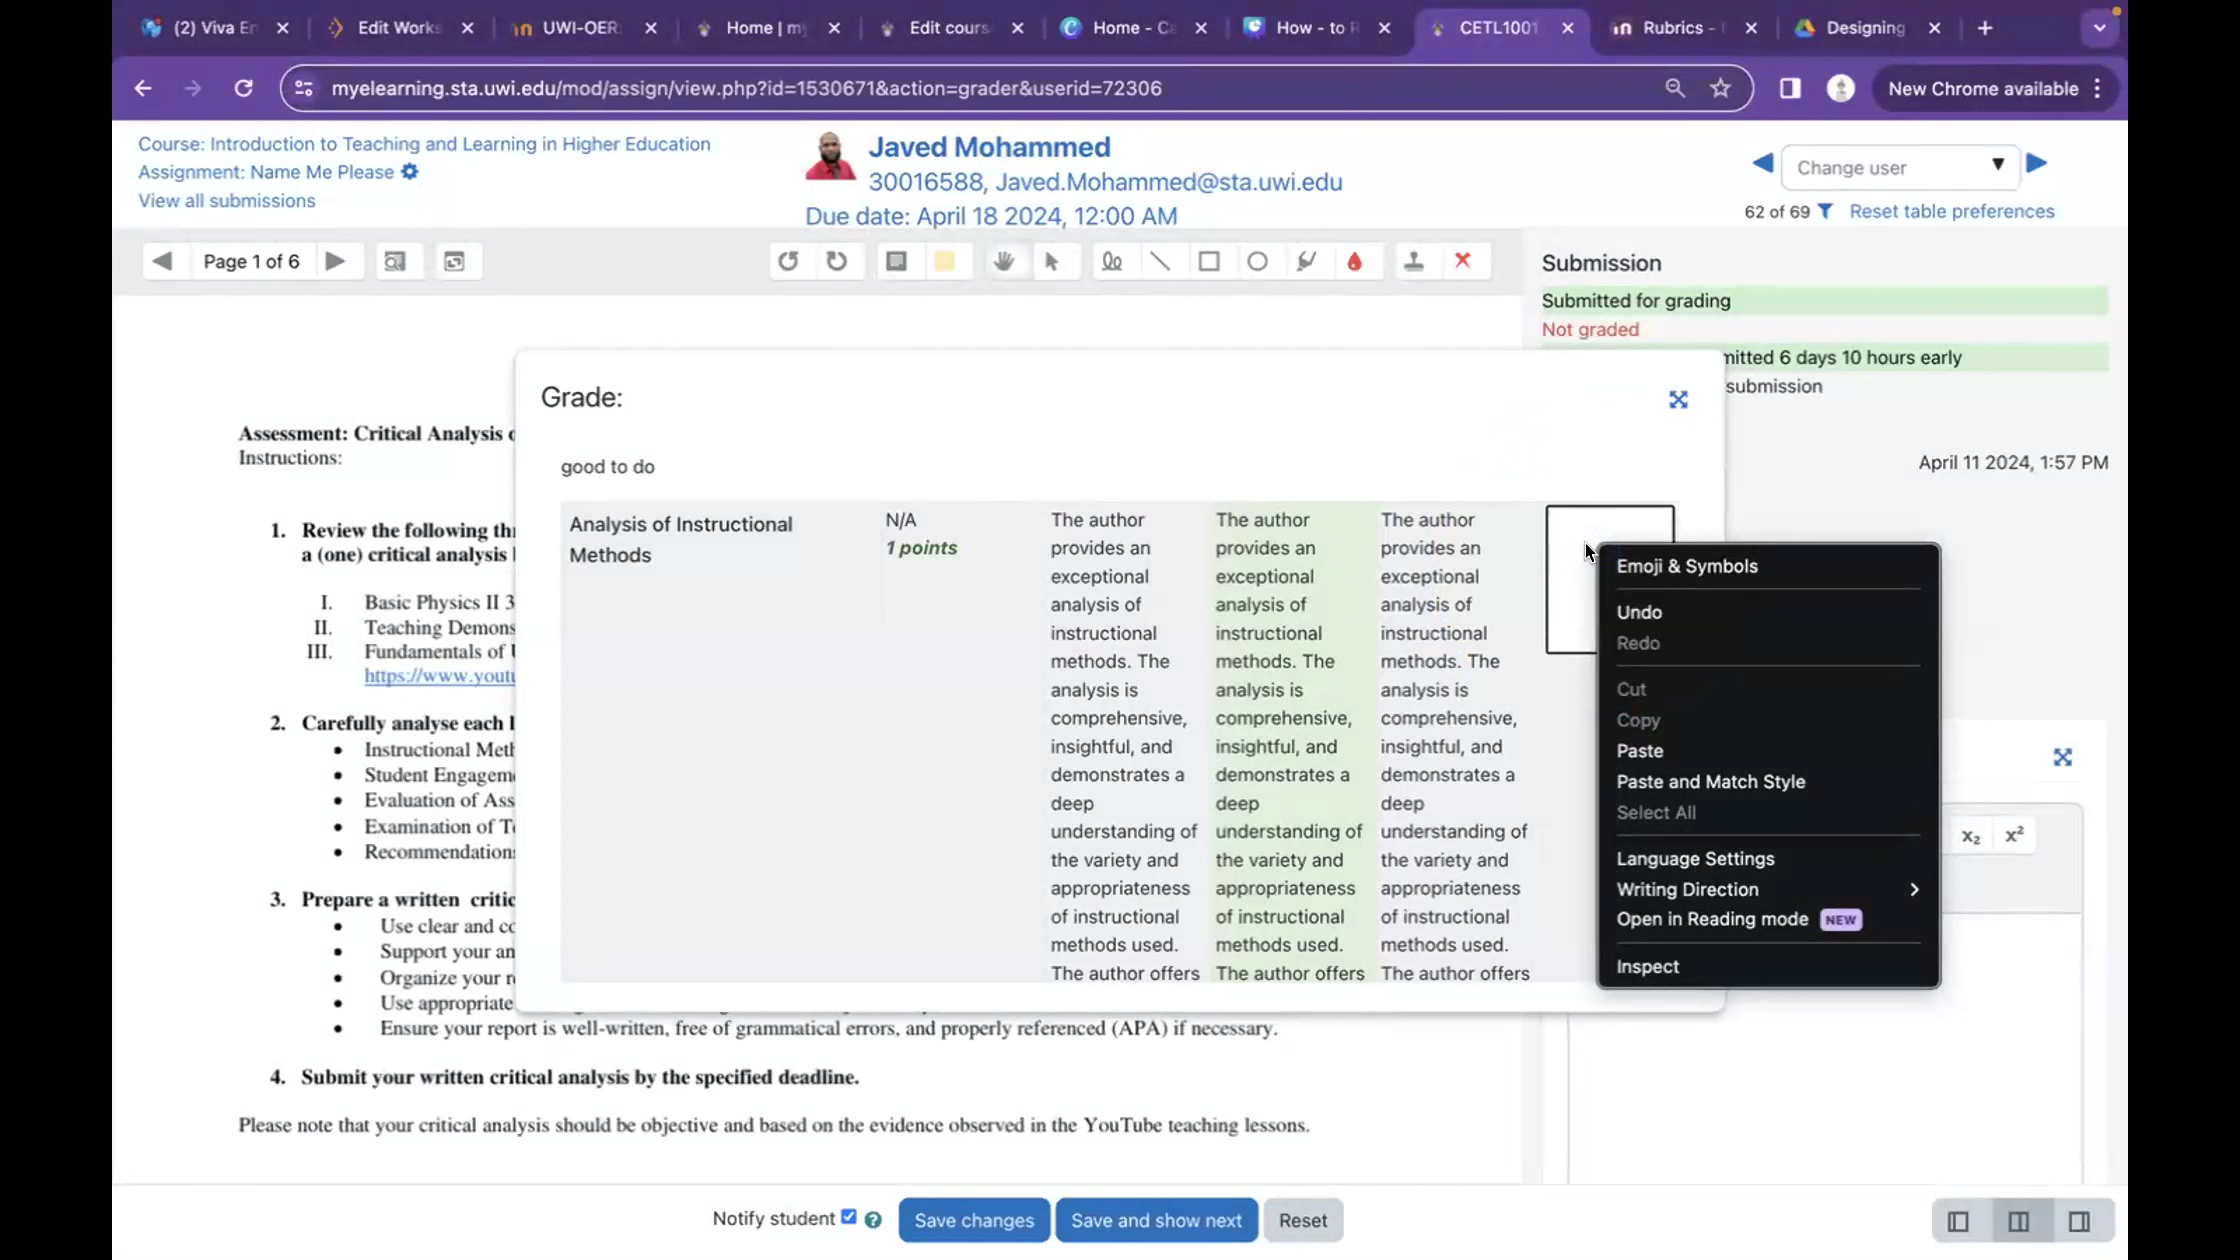 (2) Viva En
Edit Works
UWI-OER
Home | my
Edit cours
Home - Ca
How - to R
CETL1001
Rubrics -
Designing
myelearning.sta.uwi.edu/mod/assign/view.php?id=1530671&action=grader&userid=72306
New Chrome available
Course: Introduction to Teaching and Learning in Higher Education
Assignment: Name Me Please
View all submissions
Javed Mohammed
30016588, Javed.Mohammed@sta.uwi.edu
Due date: April 18 2024, 12:00 AM
Change user
62 of 69
Reset table preferences
Page 1 of 6
Submission
Submitted for grading
Not graded
mitted 6 days 10 hours early
submission
April 11 2024, 1:57 PM
Assessment: Critical Analysis o
Instructions:
1. Review the following thr
a (one) critical analysis
I. Basic Physics II 3
II. Teaching Demons
III. Fundamentals of U
https://www.youtu
2. Carefully analyse each l
• Instructional Meth
• Student Engageme
• Evaluation of Ass
• Examination of Te
• Recommendations
3. Prepare a written critic
• Use clear and co
• Support your an
• Organize your re
• Use appropriate
• Ensure your report is well-written, free of grammatical errors, and properly referenced (APA) if necessary.
4. Submit your written critical analysis by the specified deadline.
Please note that your critical analysis should be objective and based on the evidence observed in the YouTube teaching lessons.
Grade:
good to do
Analysis of Instructional
Methods
N/A
1 points
The author
provides an
exceptional
analysis of
instructional
methods. The
analysis is
comprehensive,
insightful, and
demonstrates a
deep
understanding of
the variety and
appropriateness
of instructional
methods used.
The author offers
The author
provides an
exceptional
analysis of
instructional
methods. The
analysis is
comprehensive,
insightful, and
demonstrates a
deep
understanding of
the variety and
appropriateness
of instructional
methods used.
The author offers
The author
provides an
exceptional
analysis of
instructional
methods. The
analysis is
comprehensive,
insightful, and
demonstrates a
deep
understanding of
the variety and
appropriateness
of instructional
methods used.
The author offers
Emoji & Symbols
Undo
Redo
Cut
Copy
Paste
Paste and Match Style
Select All
Language Settings
Writing Direction
Open in Reading mode NEW
Inspect
x₂ x²
Notify student
Save changes
Save and show next
Reset